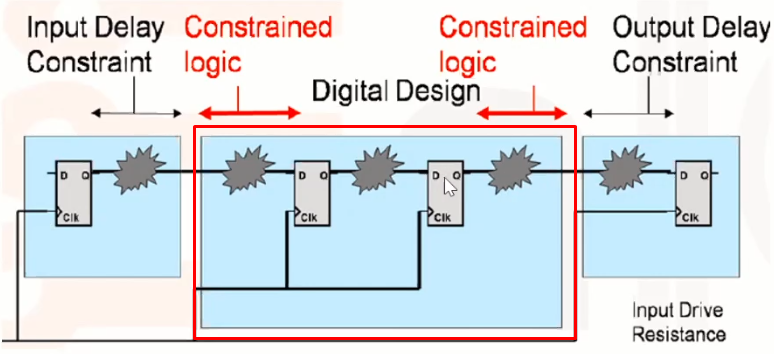 Input Delay
Constraint
Constrained
logic
Constrained
logic
Output Delay
Constraint
Digital Design
D Q
Clk
D Q
Clk
D Q
Clk
D Q
Clk
Input Drive
Resistance